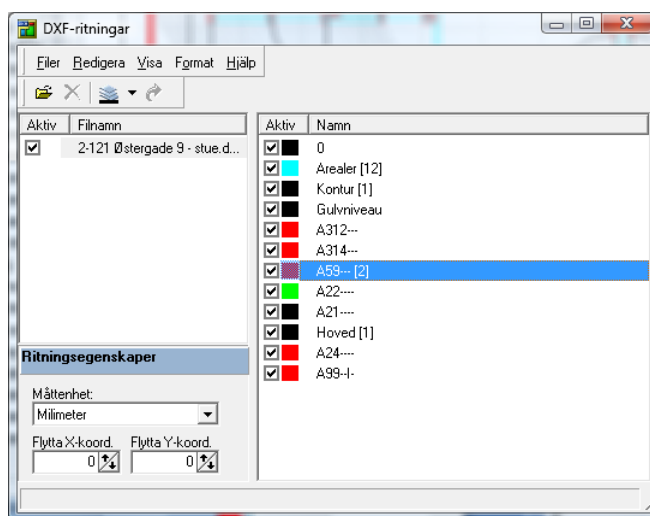 DXF-ritningar
Filer Redigera Visa Format Hjälp
Aktiv Filnamn
2-121 Østergade 9 - stue.d...
Aktiv Namn
0
Arealer [12]
Kontur [1]
Gulvniveau
A312---
A314---
A59--- [2]
A22----
A21----
Hoved [1]
A24----
A99--I-
Ritningsegenskaper
Måttenhet:
Milimeter
Flytta X-koord. Flytta Y-koord.
0 0